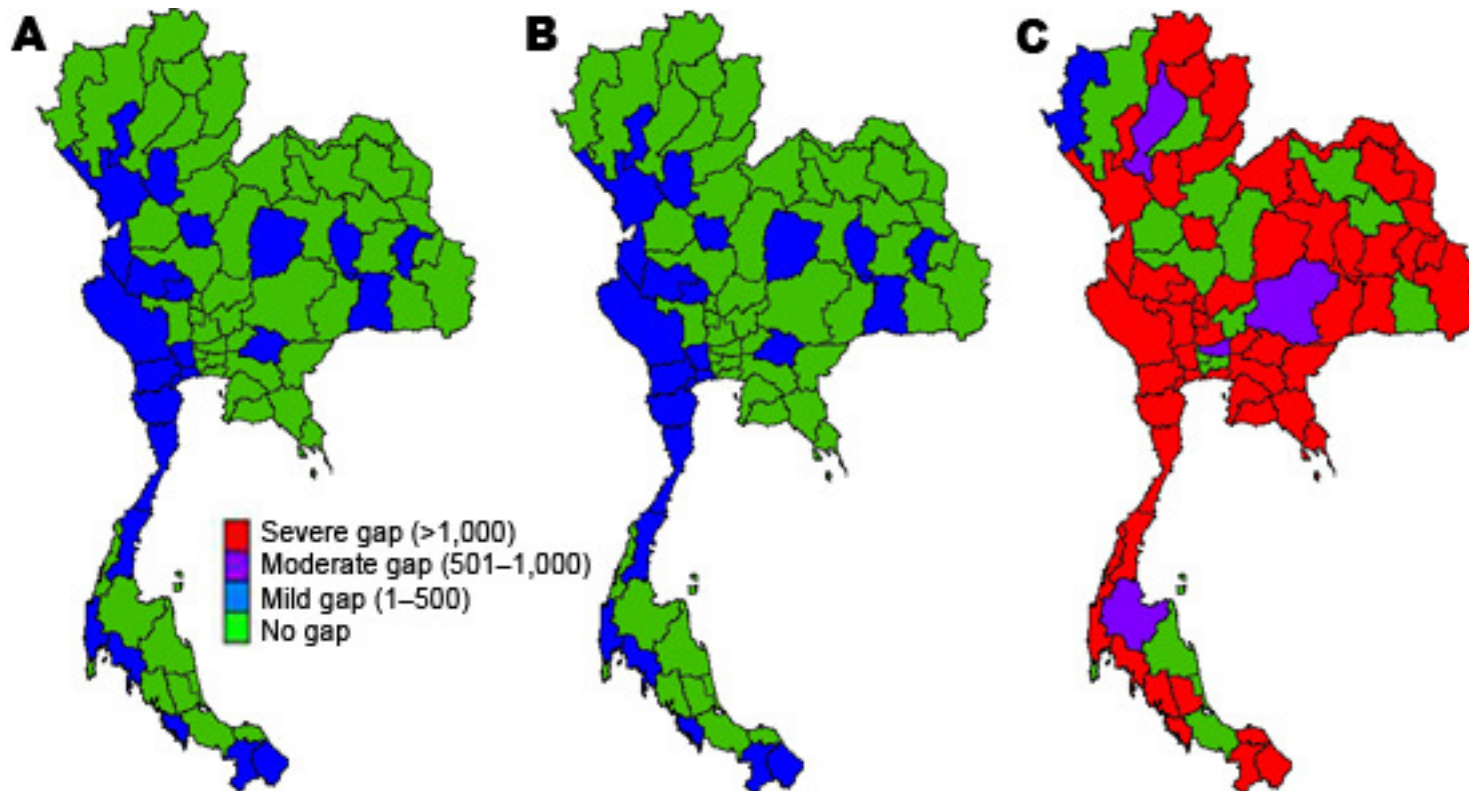 A B C
Severe gap (>1,000)
Moderate gap (501–1,000)
Mild gap (1–500)
No gap